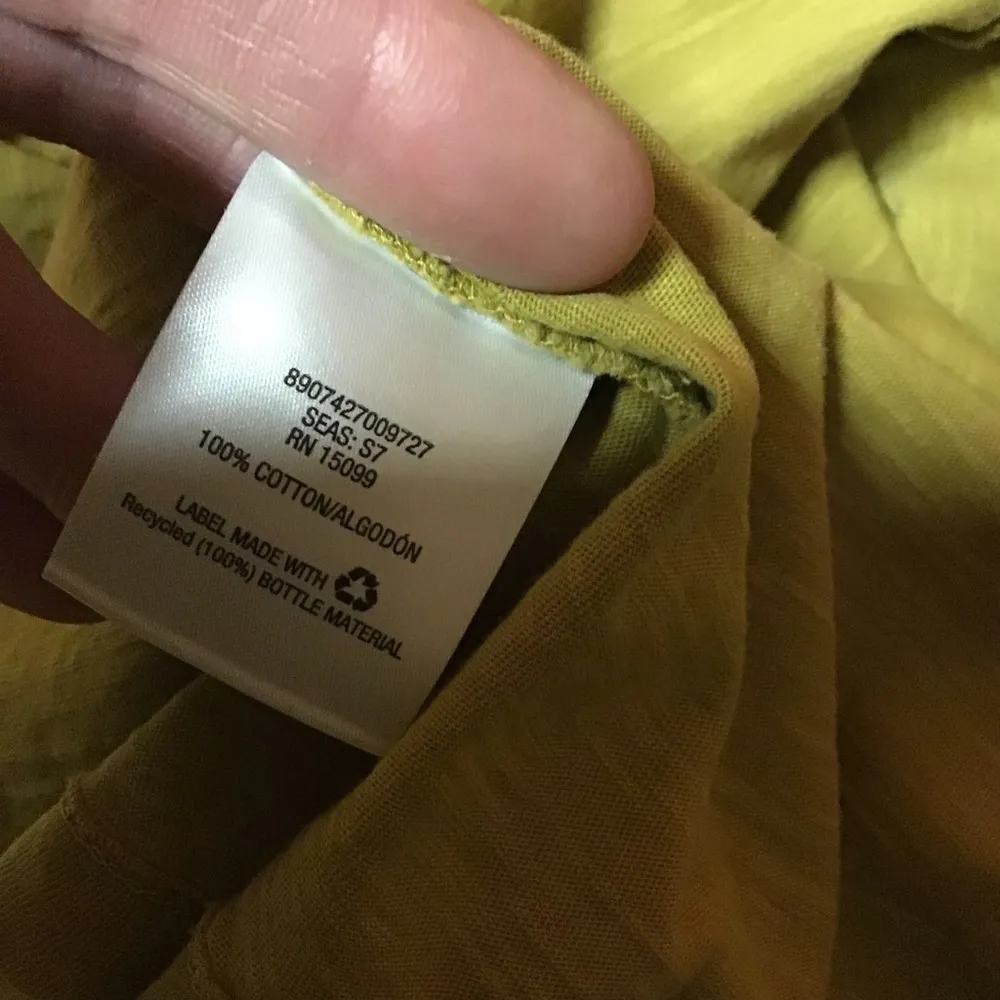 8907427009727
SEAS: S7
RN 15099
100% COTTON/ALGODÓN
LABEL MADE WITH
Recycled (100%) BOTTLE MATERIAL